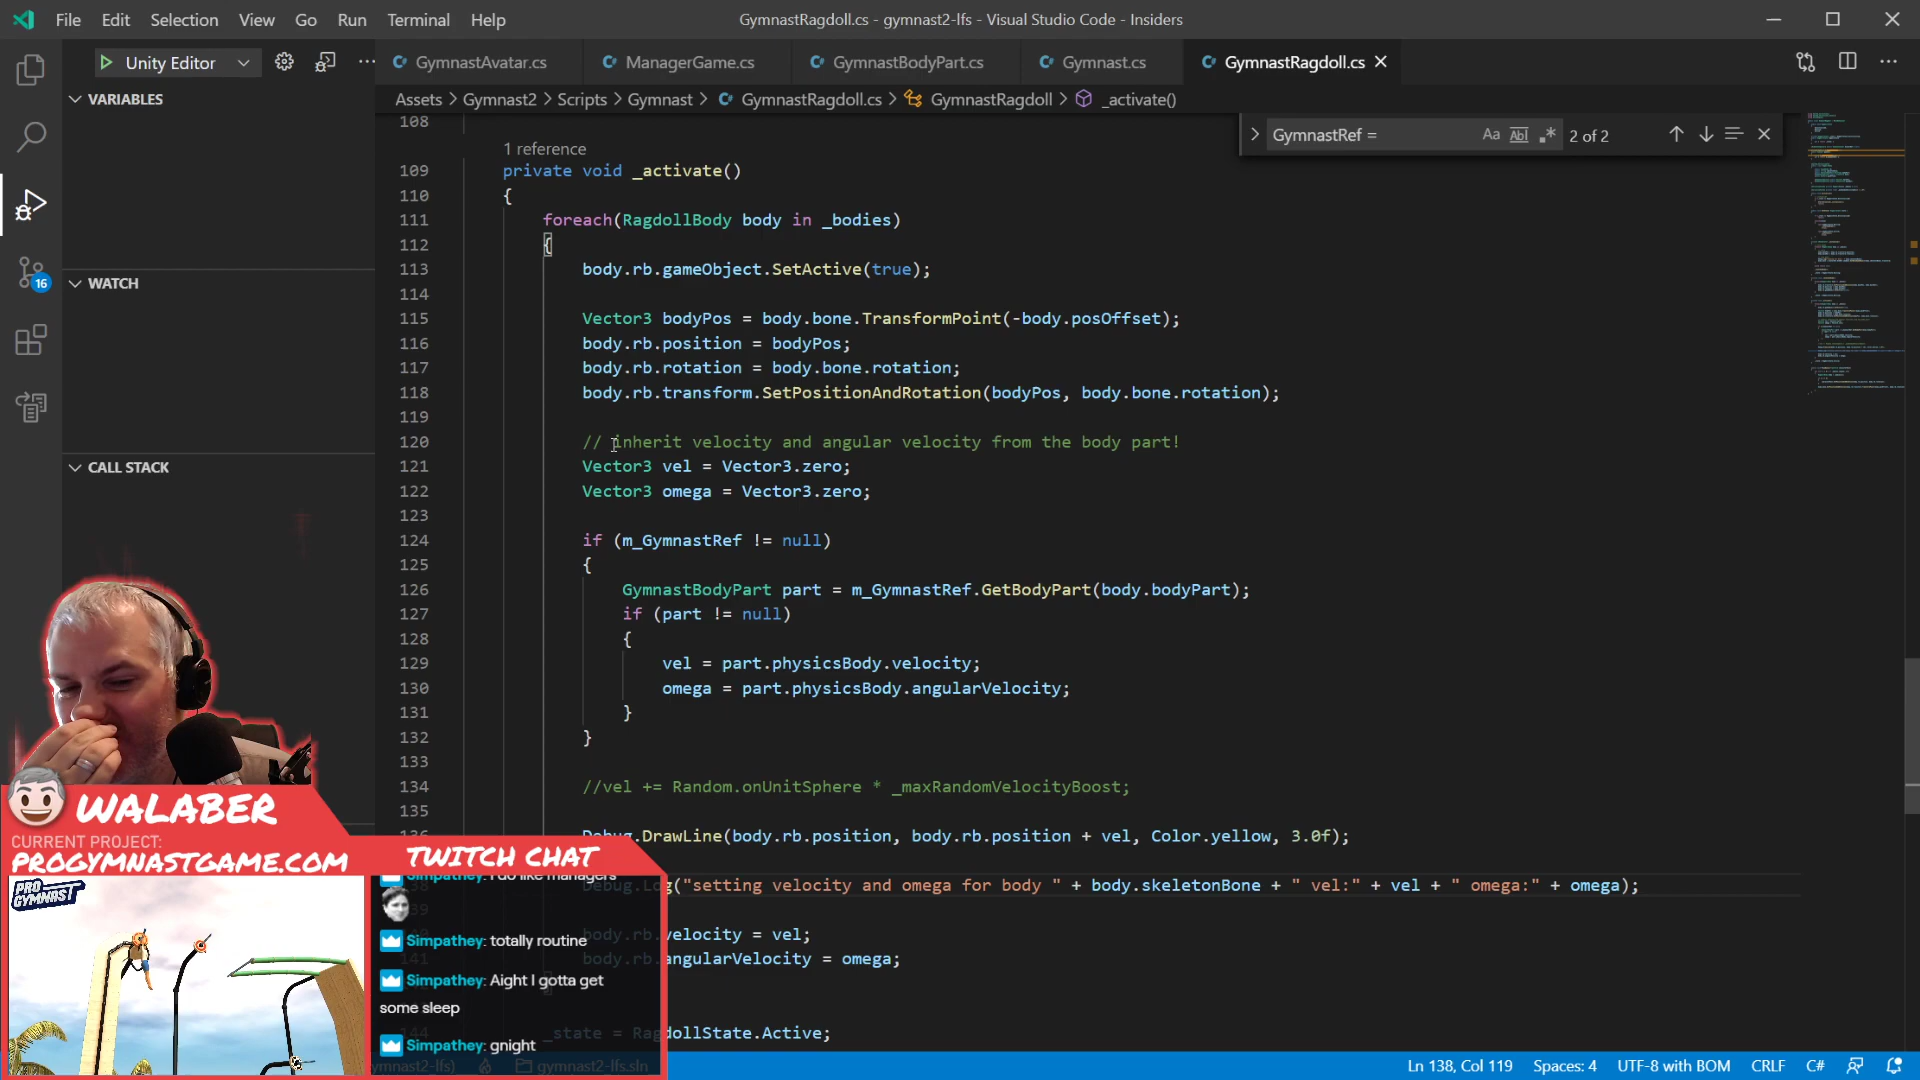 File Edit Selection View Go Run Terminal Help
GymnastRagdoll.cs - gymnast2-lfs - Visual Studio Code - Insiders
Unity Editor
GymnastAvatar.cs
ManagerGame.cs
GymnastBodyPart.cs
Gymnast.cs
GymnastRagdoll.cs
VARIABLES
WATCH
CALL STACK
16
Assets > Gymnast2 > Scripts > Gymnast > GymnastRagdoll.cs > GymnastRagdoll > _activate()
GymnastRef =
Aa
2 of 2
108
1 reference
109 private void _activate()
110 {
111 foreach(RagdollBody body in _bodies)
112 {
113 body.rb.gameObject.SetActive(true);
114
115 Vector3 bodyPos = body.bone.TransformPoint(-body.posOffset);
116 body.rb.position = bodyPos;
117 body.rb.rotation = body.bone.rotation;
118 body.rb.transform.SetPositionAndRotation(bodyPos, body.bone.rotation);
119
120 // inherit velocity and angular velocity from the body part!
121 Vector3 vel = Vector3.zero;
122 Vector3 omega = Vector3.zero;
123
124 if (m_GymnastRef != null)
125 {
126 GymnastBodyPart part = m_GymnastRef.GetBodyPart(body.bodyPart);
127 if (part != null)
128 {
129 vel = part.physicsBody.velocity;
130 omega = part.physicsBody.angularVelocity;
131 }
132 }
133
134 //vel += Random.onUnitSphere * _maxRandomVelocityBoost;
135
.DrawLine(body.rb.position, body.rb.position + vel, Color.yellow, 3.0f);
("setting velocity and omega for body " + body.skeletonBone + " vel:" + vel + " omega:" + omega);
body.rb.velocity = vel;
body.rb.angularVelocity = omega;
_state = RagdollState.Active;
WALABER
CURRENT PROJECT:
PROGYMNASTGAME.COM
PRO GYMNAST
TWITCH CHAT
Simpathey: I do like managers
Simpathey: totally routine
Simpathey: Aight I gotta get
some sleep
Simpathey: gnight
gymnast2-lfs.sln
Ln 138, Col 119 Spaces: 4 UTF-8 with BOM CRLF C#